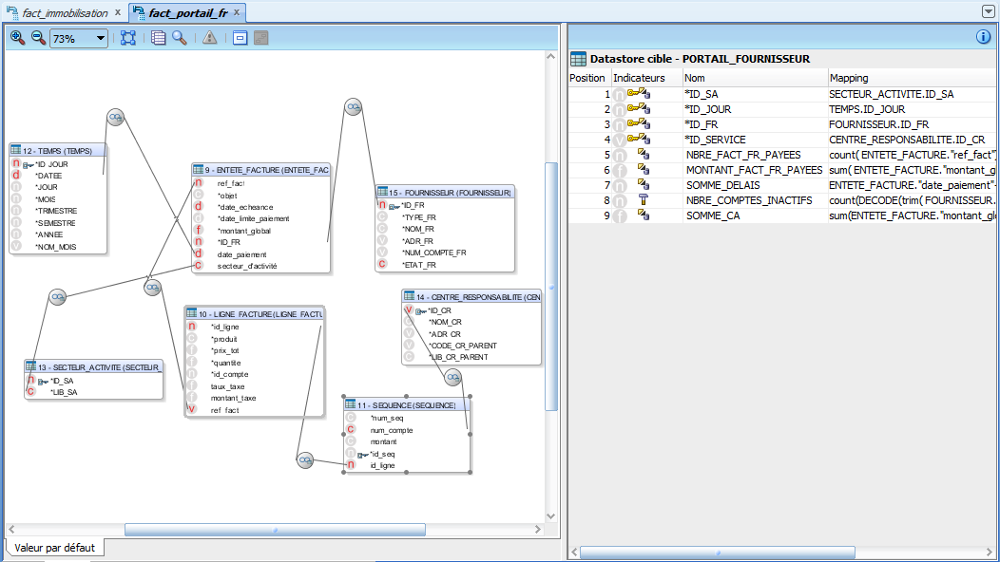 fact_immobilisation x
fact_portail_fr x
73%
12 - TEMPS (TEMPS)
n *ID JOUR
d *DATEE
n *JOUR
n *MOIS
n *TRIMESTRE
n *SEMESTRE
n *ANNEE
v *NOM_MOIS
9 - ENTETE_FACTURE (ENTETE_FAC
n ref_fact
c *objet
d *date_echeance
d *date_limite_paiement
f *montant_global
n *ID_FR
d date_paiement
c secteur_d'activité
15 - FOURNISSEUR (FOURNISSEUR)
n *ID_FR
c *TYPE_FR
c *NOM_FR
v *ADR_FR
v *NUM_COMPTE_FR
c *ETAT_FR
10 - LIGNE_FACTURE(LIGNE_FACTU
n *id_ligne
c *produit
f *prix_tot
f *quantite
n *id_compte
f taux_taxe
f montant_taxe
v ref_fact
14 - CENTRE_RESPONSABILITE (CEN
v *ID_CR
*NOM_CR
v *ADR_CR
v *CODE_CR_PARENT
c *LIB_CR_PARENT
13 - SECTEUR_ACTIVITE (SECTEUR_
n *ID_SA
c *LIB_SA
11 - SEQUENCE (SEQUENCE)
c *num_seq
c num_compte
c montant
n *id_seq
n id_ligne
Valeur par défaut
Datastore cible - PORTAIL_FOURNISSEUR
Position Indicateurs Nom Mapping
1 n *ID_SA SECTEUR_ACTIVITE.ID_SA
2 n *ID_JOUR TEMPS.ID_JOUR
3 n *ID_FR FOURNISSEUR.ID_FR
4 v *ID_SERVICE CENTRE_RESPONSABILITE.ID_CR
5 n NBRE_FACT_FR_PAYEES count( ENTETE_FACTURE."ref_fact")
6 f MONTANT_FACT_FR_PAYEES sum( ENTETE_FACTURE."montant_g
7 n SOMME_DELAIS ENTETE_FACTURE."date_paiement"-
8 n NBRE_COMPTES_INACTIFS count(DECODE(trim( FOURNISSEUR.
9 f SOMME_CA sum(ENTETE_FACTURE."montant_glo